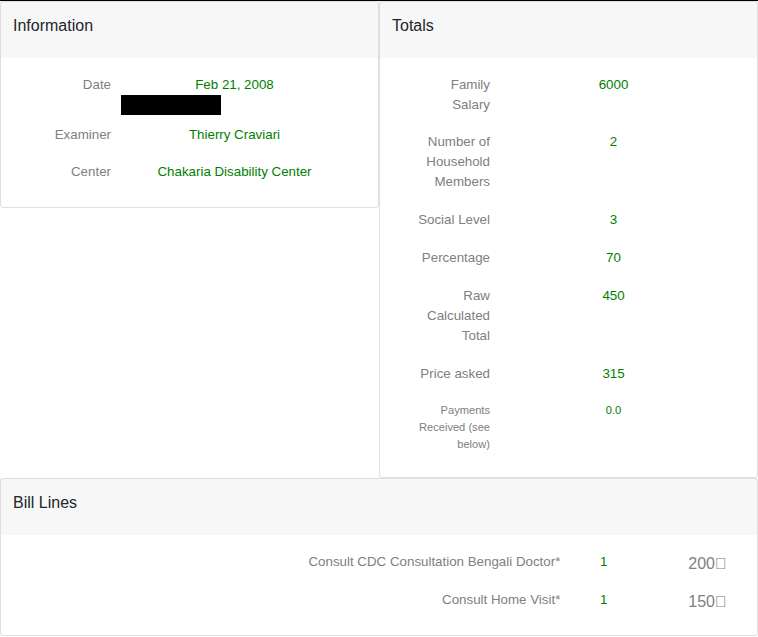 Information
Date Feb 21, 2008
Examiner Thierry Craviari
Center Chakaria Disability Center
Totals
Family 6000
Salary
Number of 2
Household
Members
Social Level 3
Percentage 70
Raw 450
Calculated
Total
Price asked 315
Payments 0.0
Received (see
below)
Bill Lines
Consult CDC Consultation Bengali Doctor* 1 200
Consult Home Visit* 1 150